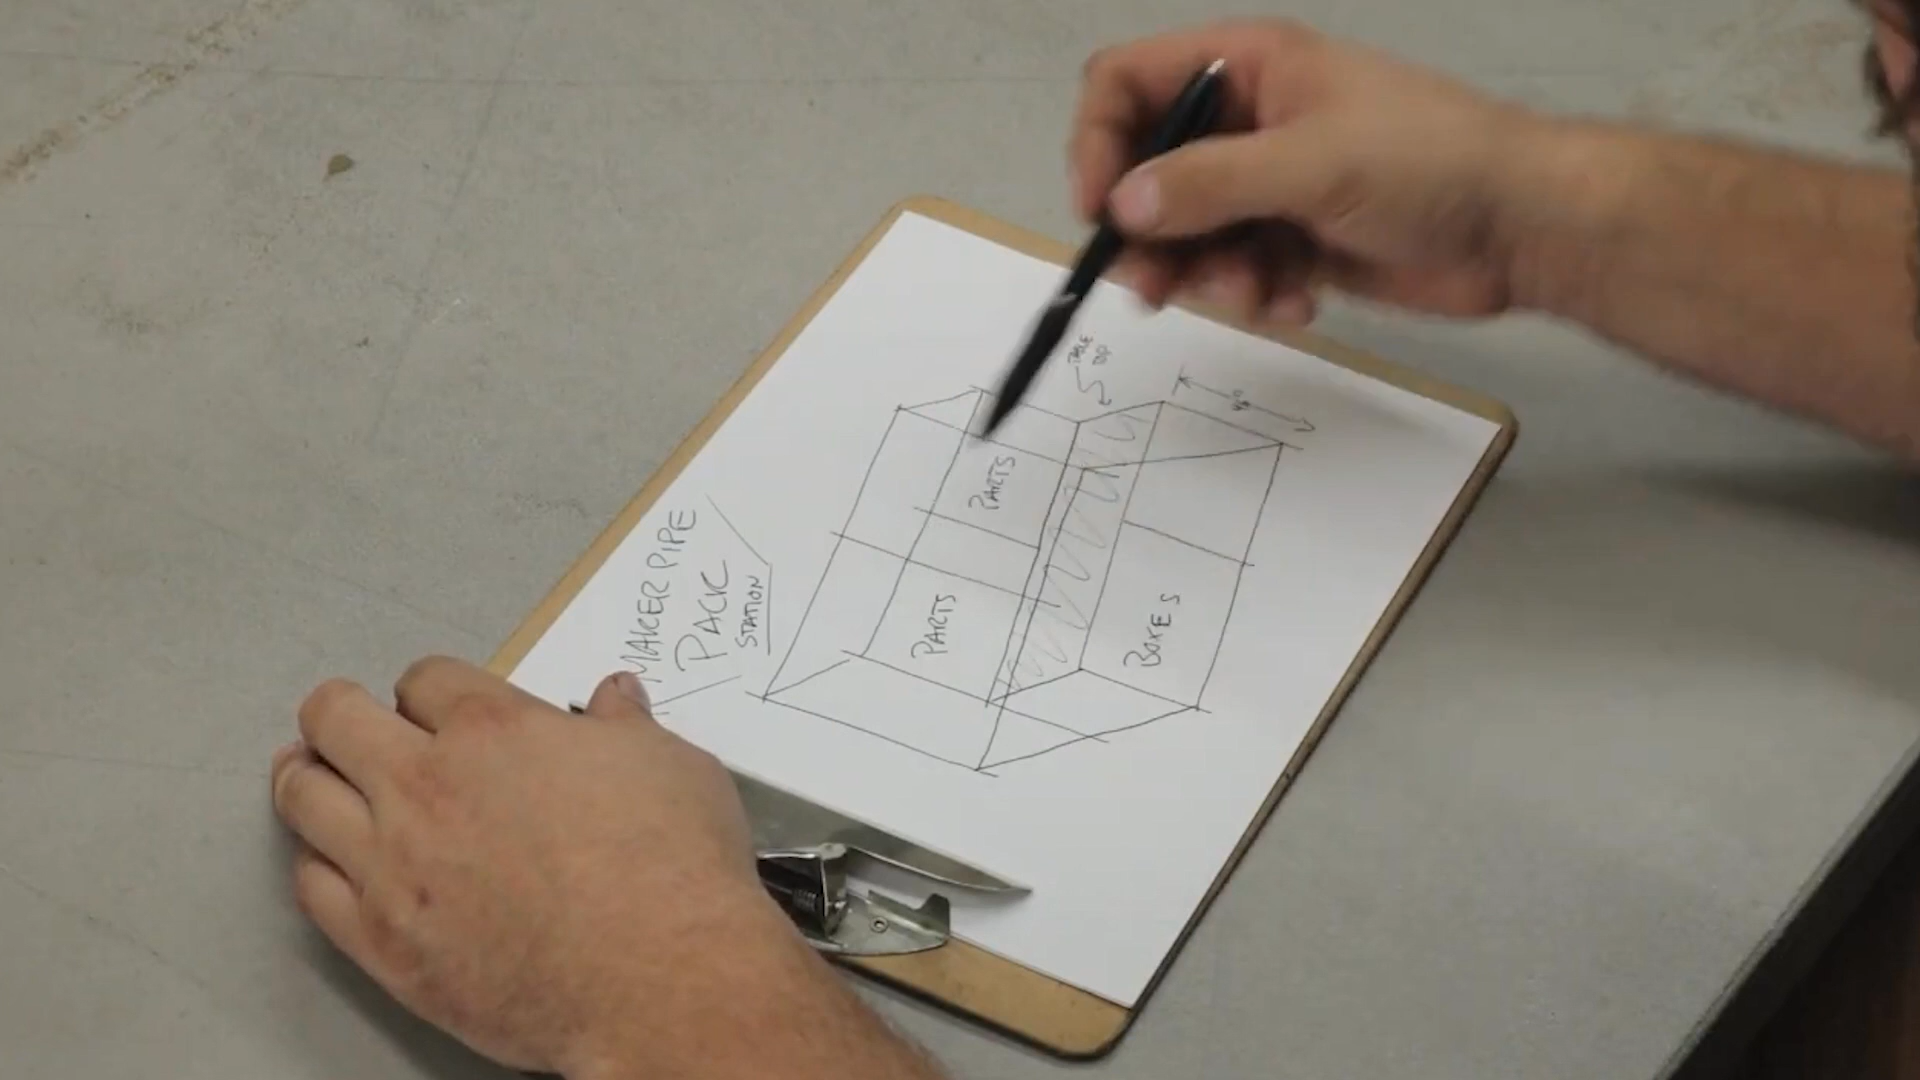 MAKER PIPE
PACK
STATION
TABLE
TOP
PARTS
PARTS
BOXES